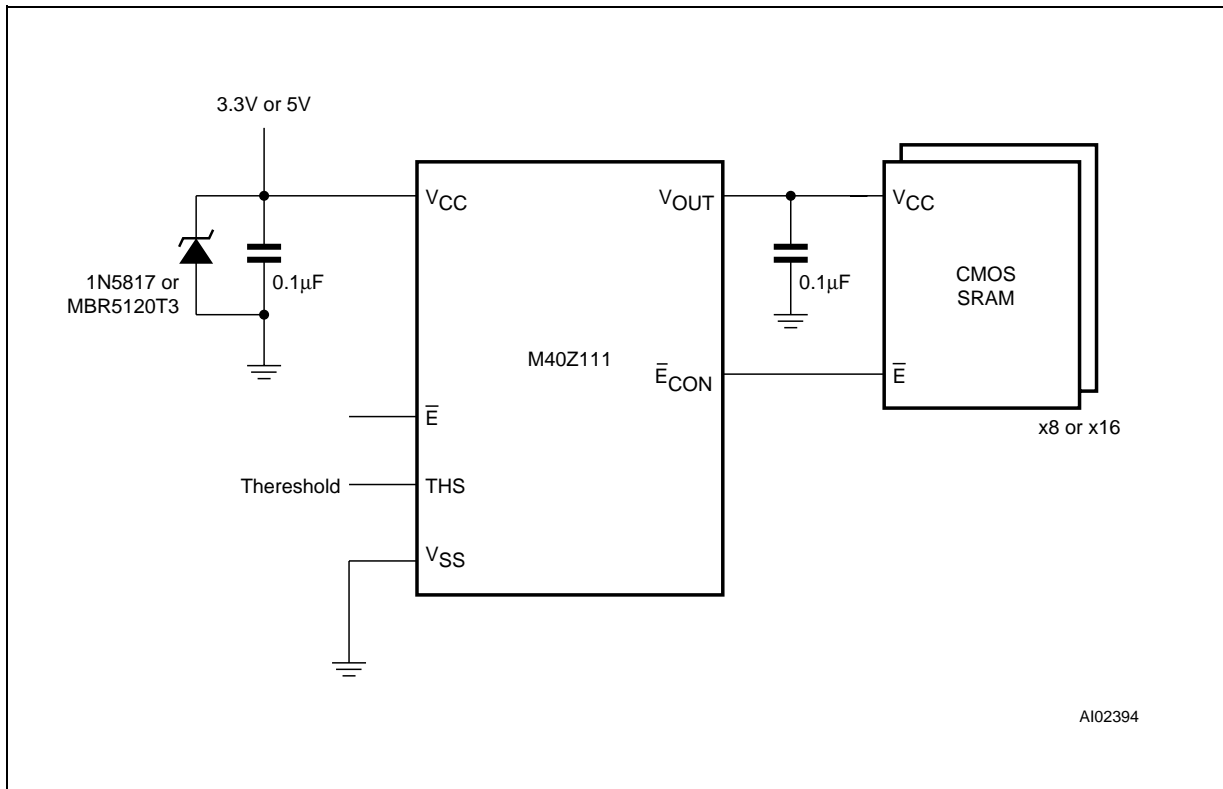 3.3V or 5V
VCC
VOUT
VCC
1N5817 or
MBR5120T3
0.1μF
0.1μF
CMOS
SRAM
M40Z111
E̅CON
E̅
x8 or x16
E̅
Thereshold
THS
VSS
AI02394